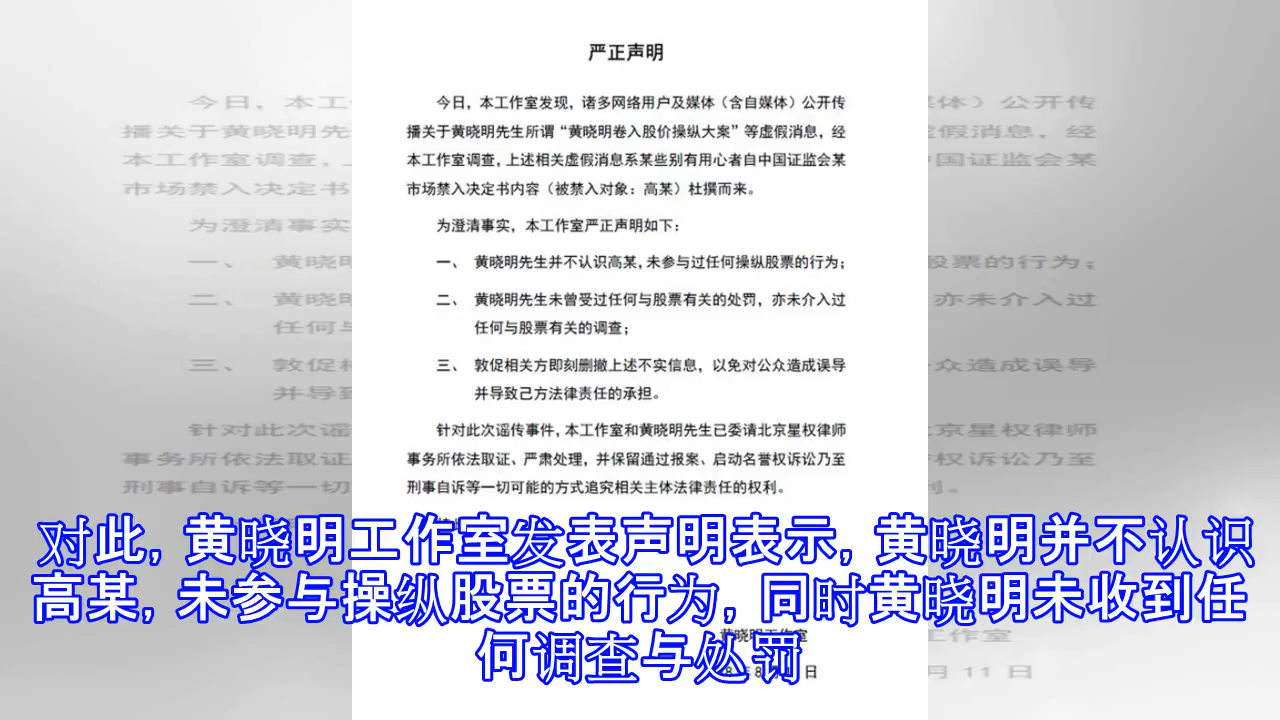 严正声明
今日，本工作室发现，诸多网络用户及媒体（含自媒体）公开传
播关于黄晓明先生所谓“黄晓明卷入股价操纵大案”等虚假消息，经
本工作室调查，上述相关虚假消息系某些别有用心者自中国证监会某
市场禁入决定书内容（被禁入对象：高某）杜撰而来。
为澄清事实，本工作室严正声明如下：
一、 黄晓明先生并不认识高某，未参与过任何操纵股票的行为；
二、 黄晓明先生未曾受过任何与股票有关的处罚，亦未介入过
任何与股票有关的调查；
三、 敦促相关方即刻删撤上述不实信息，以免对公众造成误导
并导致己方法律责任的承担。
针对此次谣传事件，本工作室和黄晓明先生已委请北京星权律师
事务所依法取证、严肃处理，并保留通过报案、启动名誉权诉讼乃至
刑事自诉等一切可能的方式追究相关主体法律责任的权利。
对此，黄晓明工作室发表声明表示，黄晓明并不认识
高某，未参与操纵股票的行为，同时黄晓明未收到任
何调查与处罚
黄晓明工作室